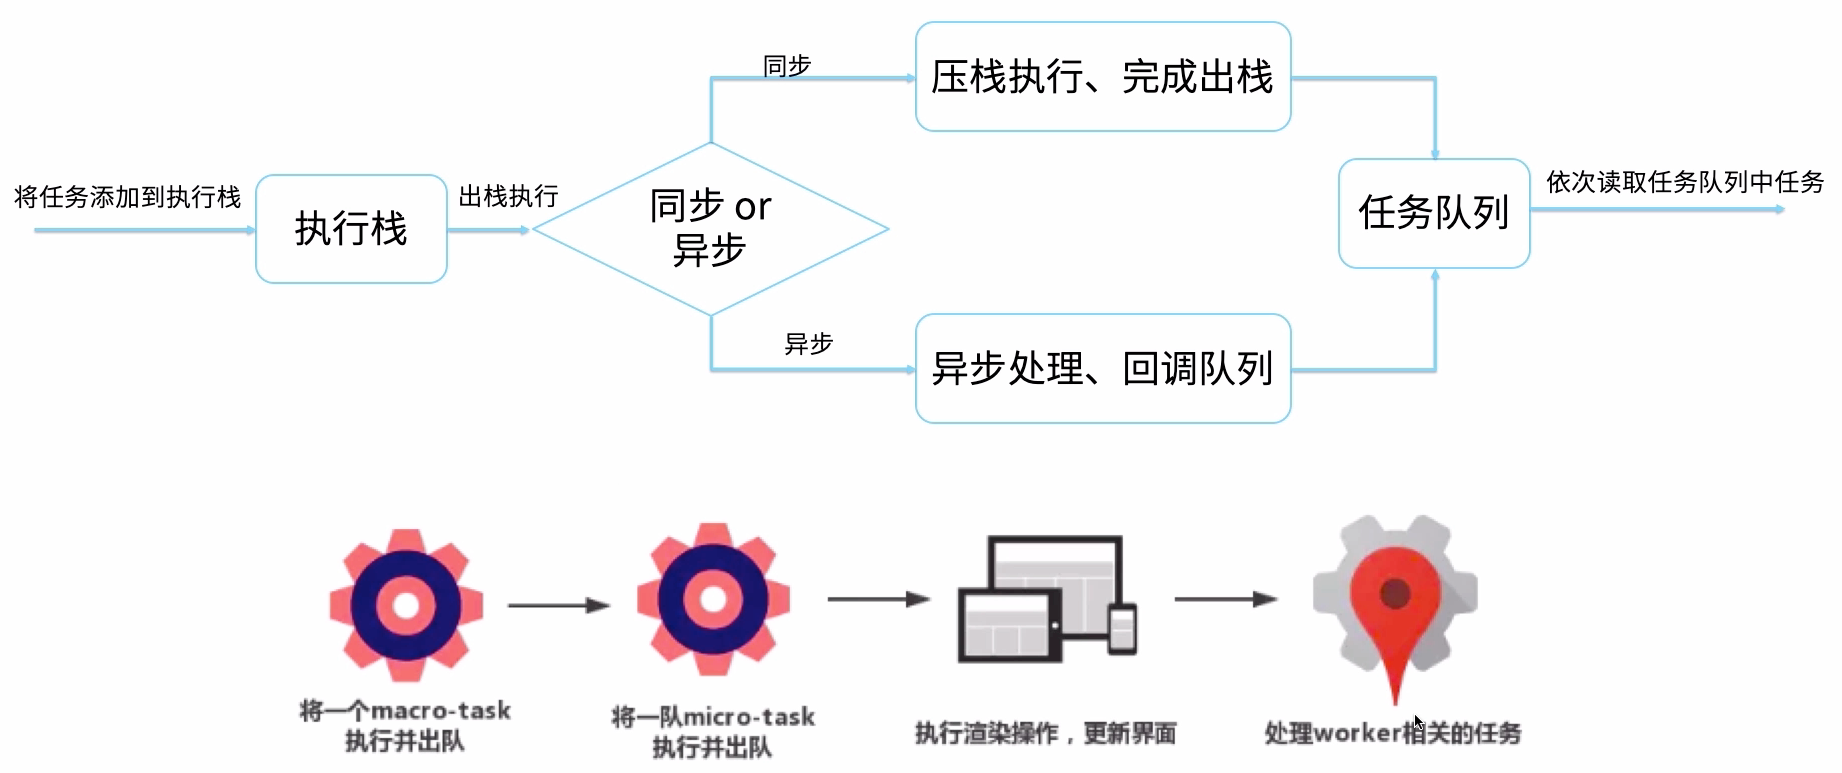 同步
压栈执行、完成出栈
将任务添加到执行栈
执行栈
出栈执行
同步 or
异步
任务队列
依次读取任务队列中任务
异步
异步处理、回调队列
将一个macro-task
执行并出队
将一队micro-task
执行并出队
执行渲染操作，更新界面
处理worker相关的任务